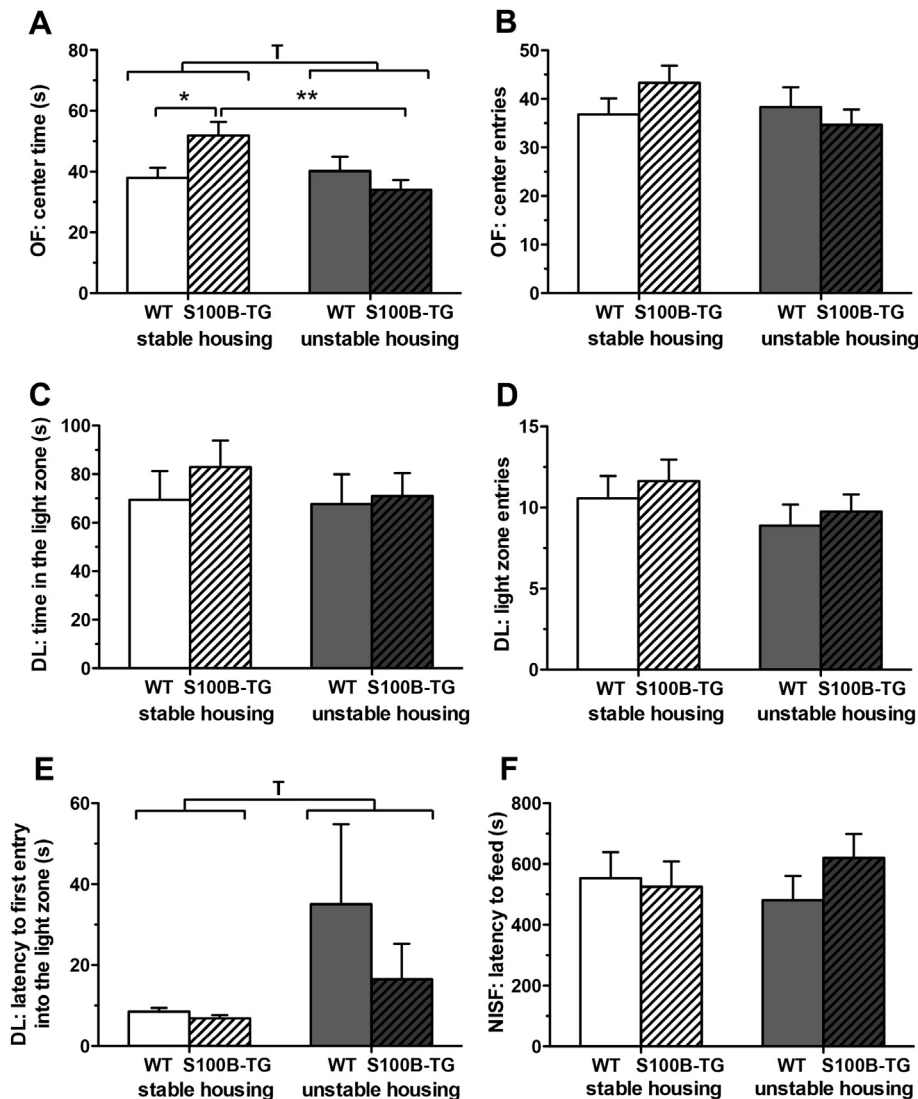 A
OF: center time (s)
80
60
40
20
0
T
*
**
WT S100B-TG WT S100B-TG
stable housing unstable housing
B
OF: center entries
50
40
30
20
10
0
WT S100B-TG WT S100B-TG
stable housing unstable housing
C
DL: time in the light zone (s)
100
80
60
40
20
0
WT S100B-TG WT S100B-TG
stable housing unstable housing
D
DL: light zone entries
15
10
5
0
WT S100B-TG WT S100B-TG
stable housing unstable housing
E
DL: latency to first entry
into the light zone (s)
60
40
20
0
T
WT S100B-TG WT S100B-TG
stable housing unstable housing
F
NISF: latency to feed (s)
800
600
400
200
0
WT S100B-TG WT S100B-TG
stable housing unstable housing